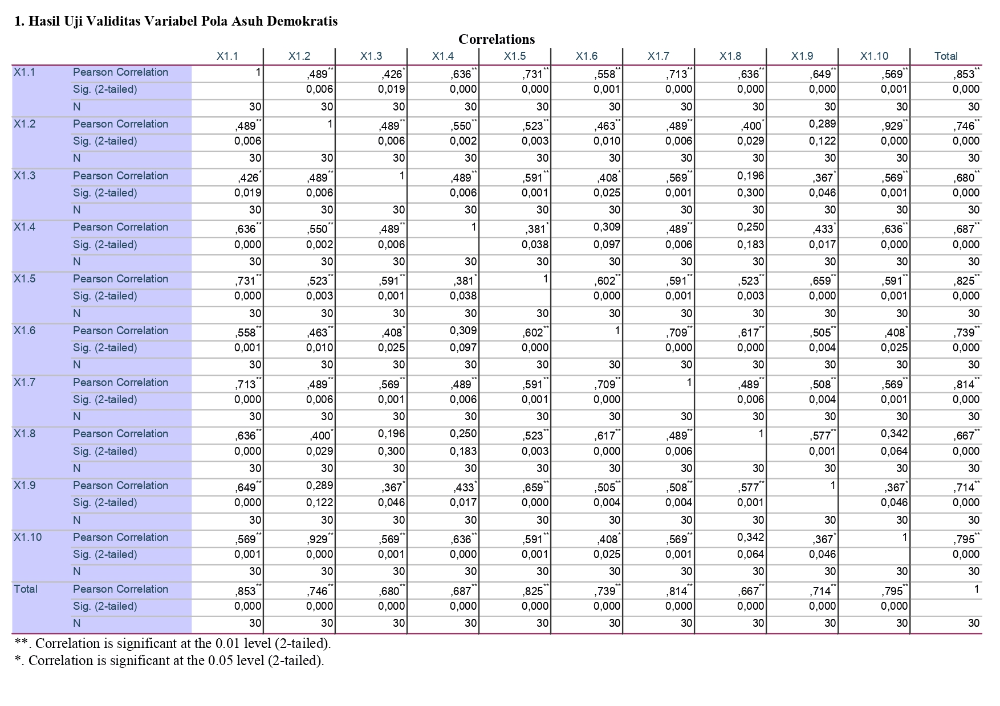 1. Hasil Uji Validitas Variabel Pola Asuh Demokratis
Correlations
X1.1 X1.2 X1.3 X1.4 X1.5 X1.6 X1.7 X1.8 X1.9 X1.10 Total
X1.1 Pearson Correlation 1 ,489** ,426* ,636** ,731** ,558** ,713** ,636** ,649** ,569** ,853**
Sig. (2-tailed) 0,006 0,019 0,000 0,000 0,001 0,000 0,000 0,000 0,001 0,000
N 30 30 30 30 30 30 30 30 30 30 30
X1.2 Pearson Correlation ,489** 1 ,489** ,550** ,523** ,463** ,489** ,400* 0,289 ,929** ,746**
Sig. (2-tailed) 0,006 0,006 0,002 0,003 0,010 0,006 0,029 0,122 0,000 0,000
N 30 30 30 30 30 30 30 30 30 30 30
X1.3 Pearson Correlation ,426* ,489** 1 ,489** ,591** ,408* ,569** 0,196 ,367* ,569** ,680**
Sig. (2-tailed) 0,019 0,006 0,006 0,001 0,025 0,001 0,300 0,046 0,001 0,000
N 30 30 30 30 30 30 30 30 30 30 30
X1.4 Pearson Correlation ,636** ,550** ,489** 1 ,381* 0,309 ,489** 0,250 ,433* ,636** ,687**
Sig. (2-tailed) 0,000 0,002 0,006 0,038 0,097 0,006 0,183 0,017 0,000 0,000
N 30 30 30 30 30 30 30 30 30 30 30
X1.5 Pearson Correlation ,731** ,523** ,591** ,381* 1 ,602** ,591** ,523** ,659** ,591** ,825**
Sig. (2-tailed) 0,000 0,003 0,001 0,038 0,000 0,001 0,003 0,000 0,001 0,000
N 30 30 30 30 30 30 30 30 30 30 30
X1.6 Pearson Correlation ,558** ,463** ,408* 0,309 ,602** 1 ,709** ,617** ,505** ,408* ,739**
Sig. (2-tailed) 0,001 0,010 0,025 0,097 0,000 0,000 0,000 0,004 0,025 0,000
N 30 30 30 30 30 30 30 30 30 30 30
X1.7 Pearson Correlation ,713** ,489** ,569** ,489** ,591** ,709** 1 ,489** ,508** ,569** ,814**
Sig. (2-tailed) 0,000 0,006 0,001 0,006 0,001 0,000 0,006 0,004 0,001 0,000
N 30 30 30 30 30 30 30 30 30 30 30
X1.8 Pearson Correlation ,636** ,400* 0,196 0,250 ,523** ,617** ,489** 1 ,577** 0,342 ,667**
Sig. (2-tailed) 0,000 0,029 0,300 0,183 0,003 0,000 0,006 0,001 0,064 0,000
N 30 30 30 30 30 30 30 30 30 30 30
X1.9 Pearson Correlation ,649** 0,289 ,367* ,433* ,659** ,505** ,508** ,577** 1 ,367* ,714**
Sig. (2-tailed) 0,000 0,122 0,046 0,017 0,000 0,004 0,004 0,001 0,046 0,000
N 30 30 30 30 30 30 30 30 30 30 30
X1.10 Pearson Correlation ,569** ,929** ,569** ,636** ,591** ,408* ,569** 0,342 ,367* 1 ,795**
Sig. (2-tailed) 0,001 0,000 0,001 0,000 0,001 0,025 0,001 0,064 0,046 0,000
N 30 30 30 30 30 30 30 30 30 30 30
Total Pearson Correlation ,853** ,746** ,680** ,687** ,825** ,739** ,814** ,667** ,714** ,795** 1
Sig. (2-tailed) 0,000 0,000 0,000 0,000 0,000 0,000 0,000 0,000 0,000 0,000
N 30 30 30 30 30 30 30 30 30 30 30
**. Correlation is significant at the 0.01 level (2-tailed).
*. Correlation is significant at the 0.05 level (2-tailed).